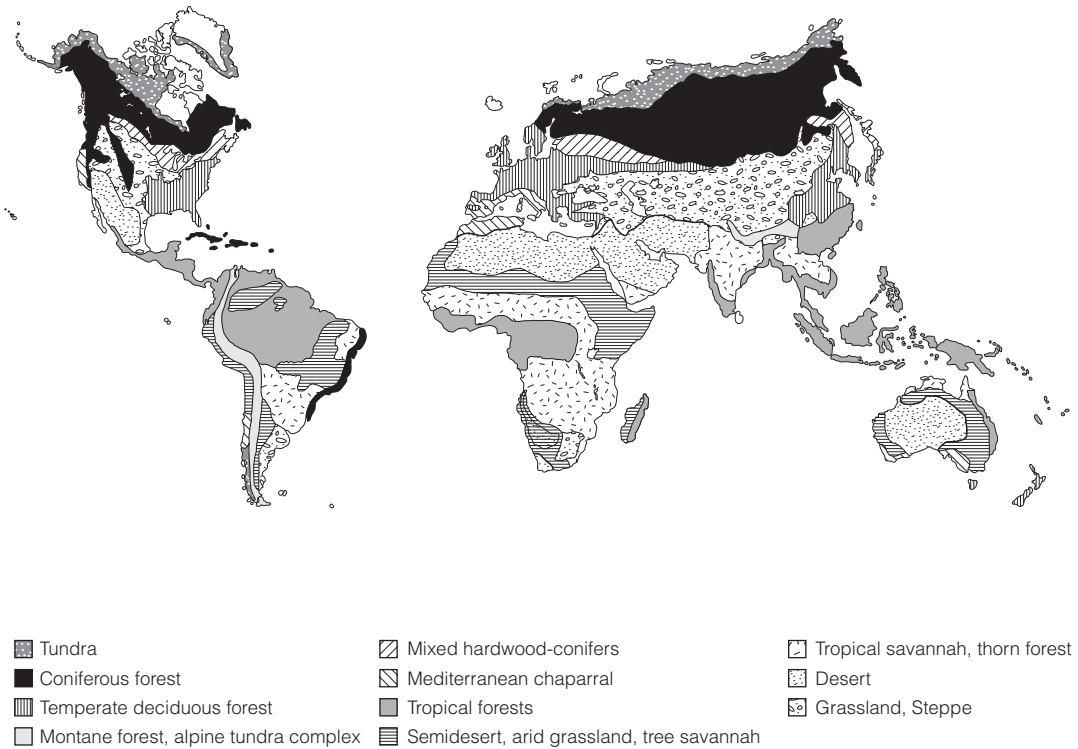 Tundra
Coniferous forest
Temperate deciduous forest
Montane forest, alpine tundra complex
Mixed hardwood-conifers
Mediterranean chaparral
Tropical forests
Semidesert, arid grassland, tree savannah
Tropical savannah, thorn forest
Desert
Grassland, Steppe